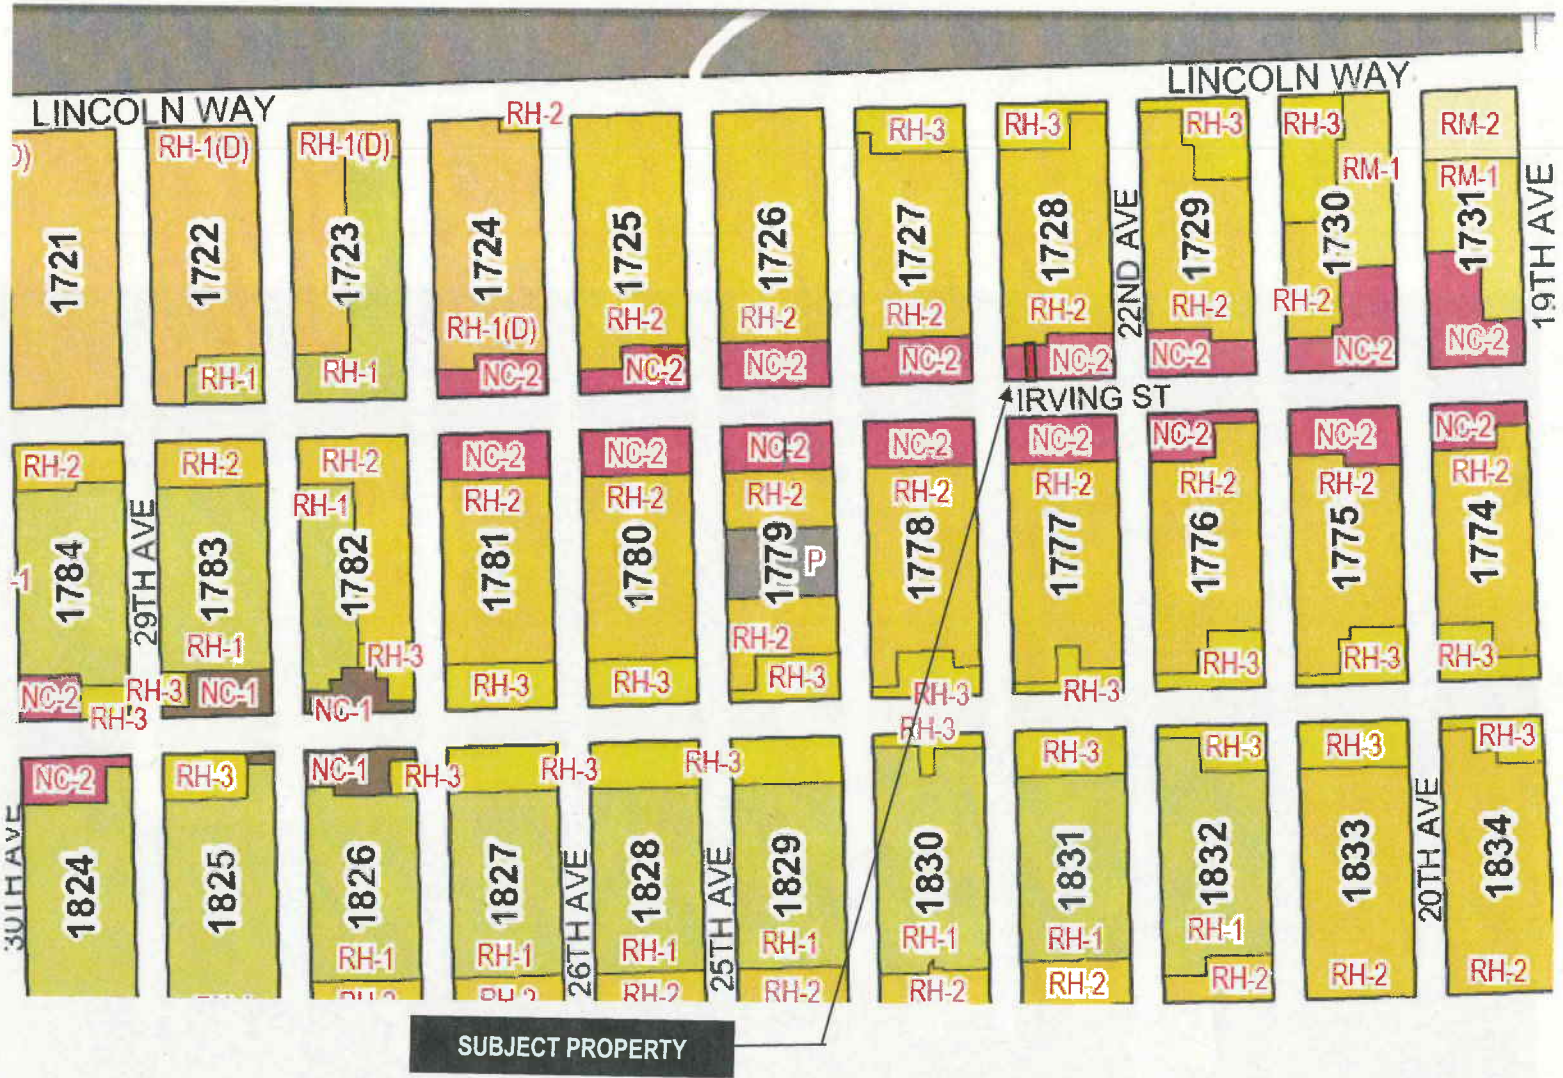 LINCOLN WAY
LINCOLN WAY
RH-2
RH-3
RH-3
RH-3
RH-3
RM-2
D)
RH-1(D)
RH-1(D)
RM-1
RM-1
1721
1722
1723
1724
1725
1726
1727
1728
22ND AVE
1729
1730
1731
19TH AVE
RH-1(D)
RH-2
RH-2
RH-2
RH-2
RH-2
RH-2
RH-1
RH-1
NC-2
NC-2
NC-2
NC-2
NC-2
NC-2
NC-2
NC-2
IRVING ST
RH-2
RH-2
RH-2
NC-2
NC-2
NC-2
NC-2
NC-2
NC-2
NC-2
NC-2
RH-1
RH-2
RH-2
RH-2
RH-2
RH-2
RH-2
RH-2
RH-2
-1
1784
29TH AVE
1783
1782
1781
1780
1779
P
1778
1777
1776
1775
1774
RH-1
RH-3
RH-2
NC-2
RH-3
RH-3
NC-1
NC-1
RH-3
RH-3
RH-3
RH-3
RH-3
RH-3
RH-3
RH-3
NC-2
RH-3
NC-1
RH-3
RH-3
RH-3
RH-3
RH-3
RH-3
RH-3
RH-3
30TH AVE
1824
1825
1826
1827
26TH AVE
1828
25TH AVE
1829
1830
1831
1832
1833
20TH AVE
1834
RH-1
RH-1
RH-1
RH-1
RH-1
RH-1
RH-1
RH-1
RH-2
RH-2
RH-2
RH-2
RH-2
RH-2
RH-2
RH-2
RH-2
SUBJECT PROPERTY